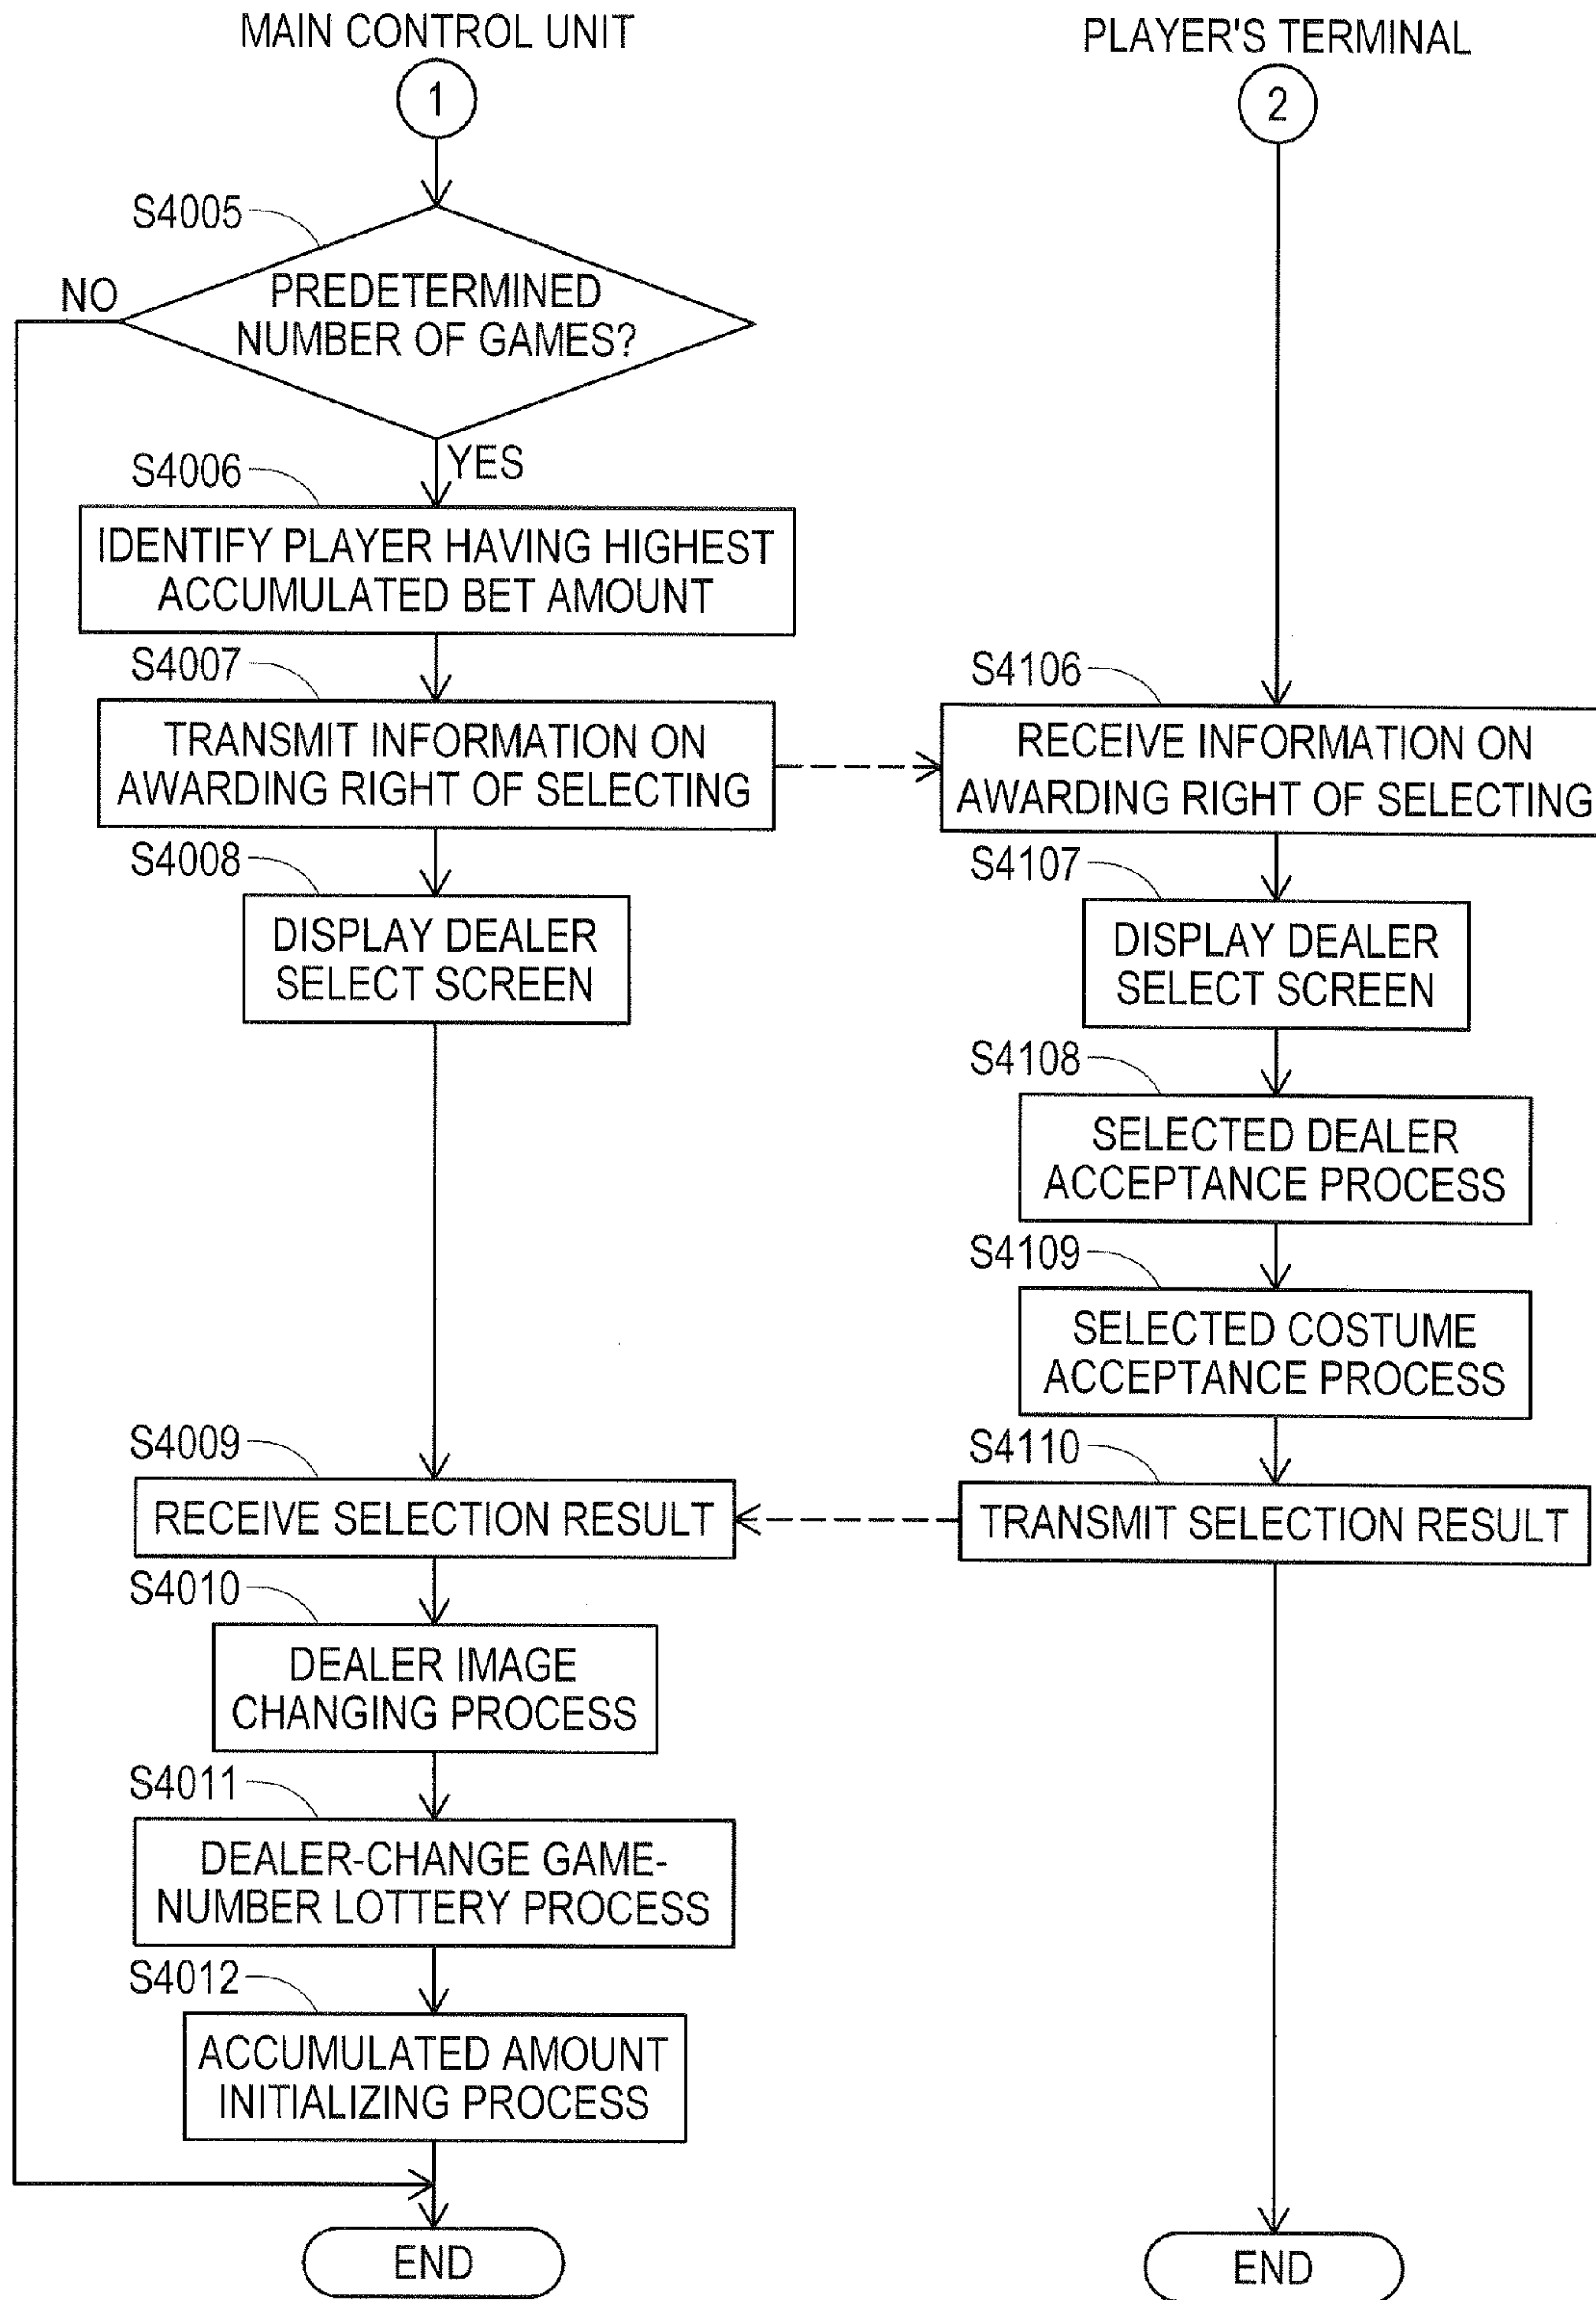 MAIN CONTROL UNIT
1
S4005
NO
PREDETERMINED
NUMBER OF GAMES?
YES
S4006
IDENTIFY PLAYER HAVING HIGHEST
ACCUMULATED BET AMOUNT
S4007
TRANSMIT INFORMATION ON
AWARDING RIGHT OF SELECTING
S4008
DISPLAY DEALER
SELECT SCREEN
S4009
RECEIVE SELECTION RESULT
S4010
DEALER IMAGE
CHANGING PROCESS
S4011
DEALER-CHANGE GAME-
NUMBER LOTTERY PROCESS
S4012
ACCUMULATED AMOUNT
INITIALIZING PROCESS
END
PLAYER'S TERMINAL
2
S4106
RECEIVE INFORMATION ON
AWARDING RIGHT OF SELECTING
S4107
DISPLAY DEALER
SELECT SCREEN
S4108
SELECTED DEALER
ACCEPTANCE PROCESS
S4109
SELECTED COSTUME
ACCEPTANCE PROCESS
S4110
TRANSMIT SELECTION RESULT
END